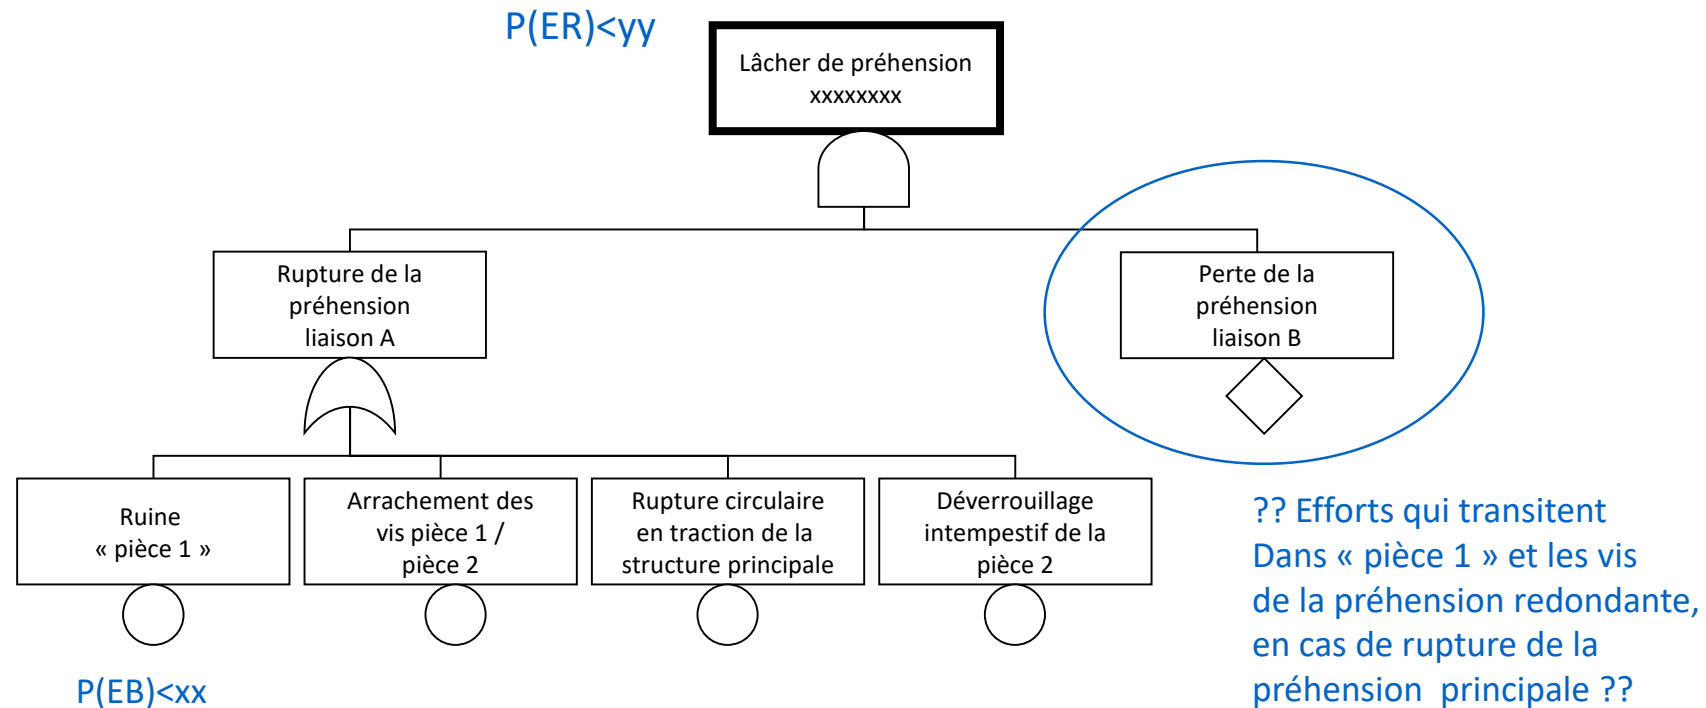 P(ER)<yy
Lâcher de préhension
xxxxxxxx
Rupture de la
préhension
liaison A
Perte de la
préhension
liaison B
Ruine
« pièce 1 »
Arrachement des
vis pièce 1 /
pièce 2
Rupture circulaire
en traction de la
structure principale
Déverrouillage
intempestif de la
pièce 2
?? Efforts qui transitent
Dans « pièce 1 » et les vis
de la préhension redondante,
en cas de rupture de la
préhension principale ??
P(EB)<xx